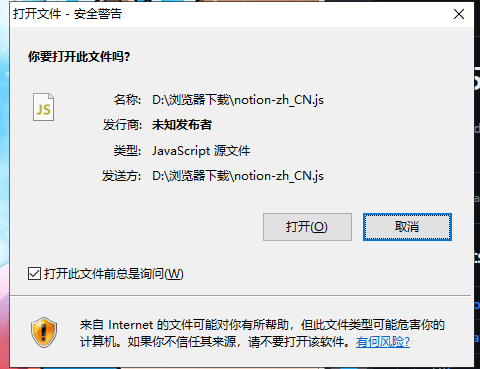 打开文件 - 安全警告
你要打开此文件吗?
JS
名称: D:\浏览器下载\notion-zh_CN.js
发行商: 未知发布者
类型: JavaScript 源文件
发送方: D:\浏览器下载\notion-zh_CN.js
打开(O) 取消
打开此文件前总是询问(W)
来自 Internet 的文件可能对你有所帮助，但此文件类型可能危害你的
计算机。如果你不信任其来源，请不要打开该软件。有何风险?